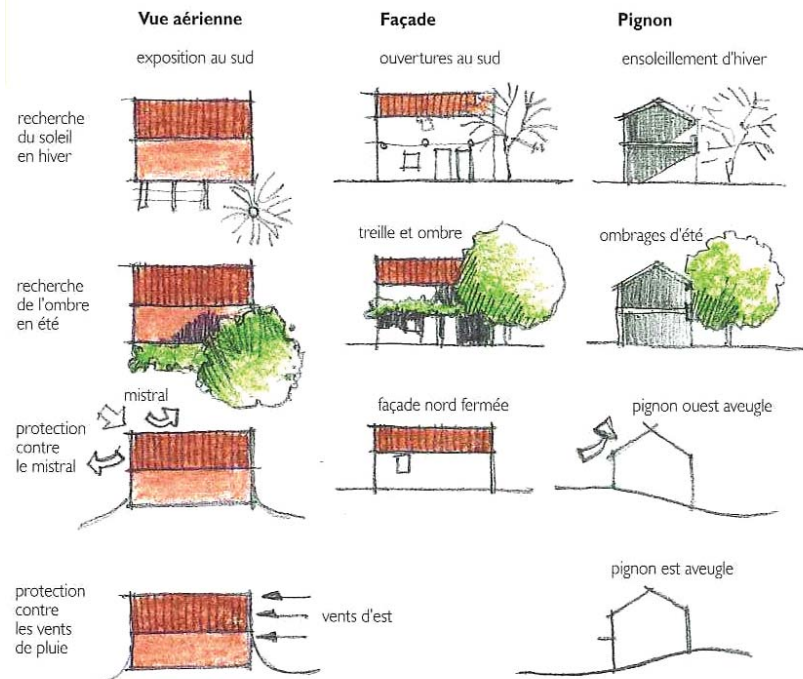 Vue aérienne
Façade
Pignon
exposition au sud
ouvertures au sud
ensoleillement d'hiver
recherche
du soleil
en hiver
treille et ombre
ombrages d'été
recherche
de l'ombre
en été
mistral
façade nord fermée
pignon ouest aveugle
protection
contre
le mistral
pignon est aveugle
protection
contre
les vents
de pluie
vents d'est